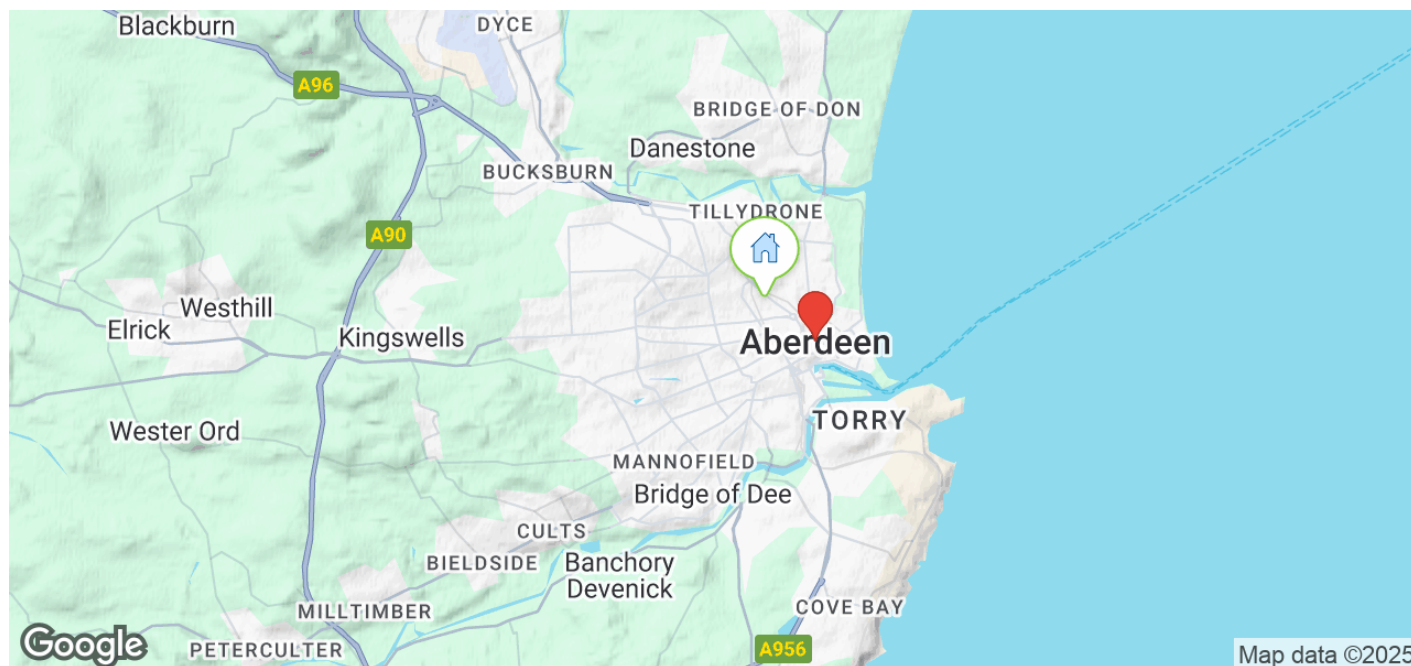 Blackburn
DYCE
A96
BRIDGE OF DON
Danestone
BUCKSBURN
TILLYDRONE
A90
Westhill
Elrick
Kingswells
Aberdeen
TORRY
Wester Ord
MANNOFIELD
Bridge of Dee
CULTS
BIELDSIDE
Banchory
Devenick
MILLTIMBER
COVE BAY
PETERCULTER
A956
Google
Map data ©2025